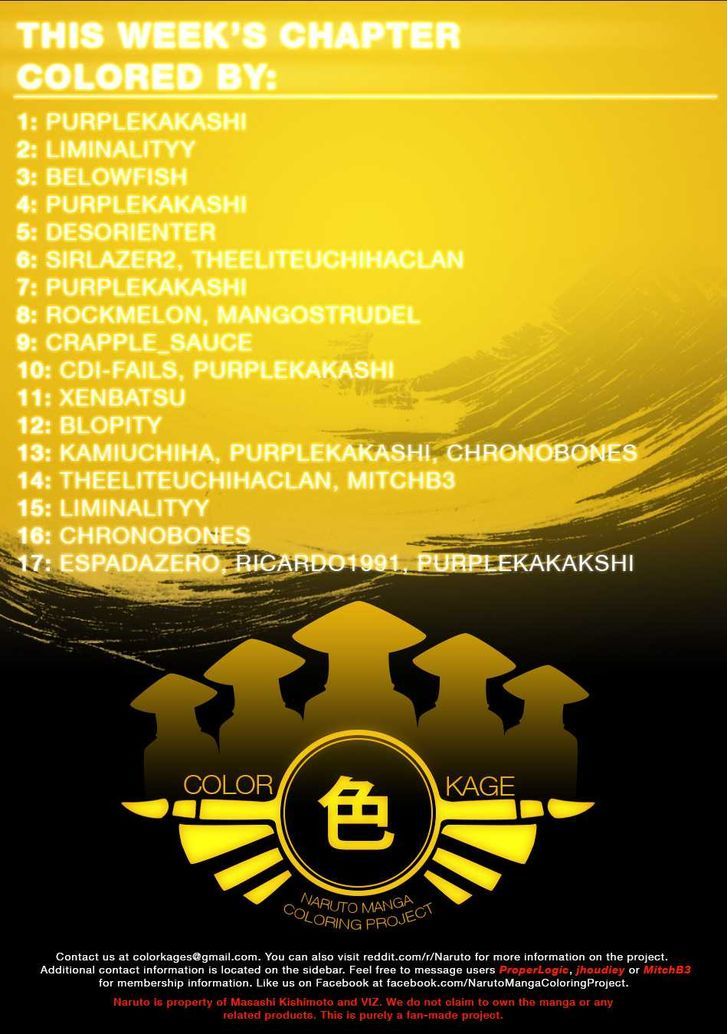 THIS WEEK'S CHAPTER
COLORED BY:
1: PURPLEKAKASHI
2: LIMINALITYY
3: BELOWFISH
4: PURPLEKAKASHI
5: DESORIENTER
6: SIRLAZER2, THEELITEUCHIHACLAN
7: PURPLEKAKASHI
8: ROCKMELON, MANGOSTRUDEL
9: CRAPPLE_SAUCE
10: CDI-FAILS, PURPLEKAKASHI
11: XENBATSU
12: BLOPITY
13: KAMIUCHIHA, PURPLEKAKASHI, CHRONOBONES
14: THEELITEUCHIHACLAN, MITCHB3
15: LIMINALITYY
16: CHRONOBONES
17: ESPADAZERO, RICARDO1991, PURPLEKAKAKSHI
COLOR KAGE
色
NARUTO MANGA
COLORING PROJECT
Contact us at colorkages@gmail.com. You can also visit reddit.com/r/Naruto for more information on the project.
Additional contact information is located on the sidebar. Feel free to message users ProperLogic, jhoudiey or MitchB3
for membership information. Like us on Facebook at facebook.com/NarutoMangaColoringProject.
Naruto is property of Masashi Kishimoto and VIZ. We do not claim to own the manga or any
related products. This is purely a fan-made project.